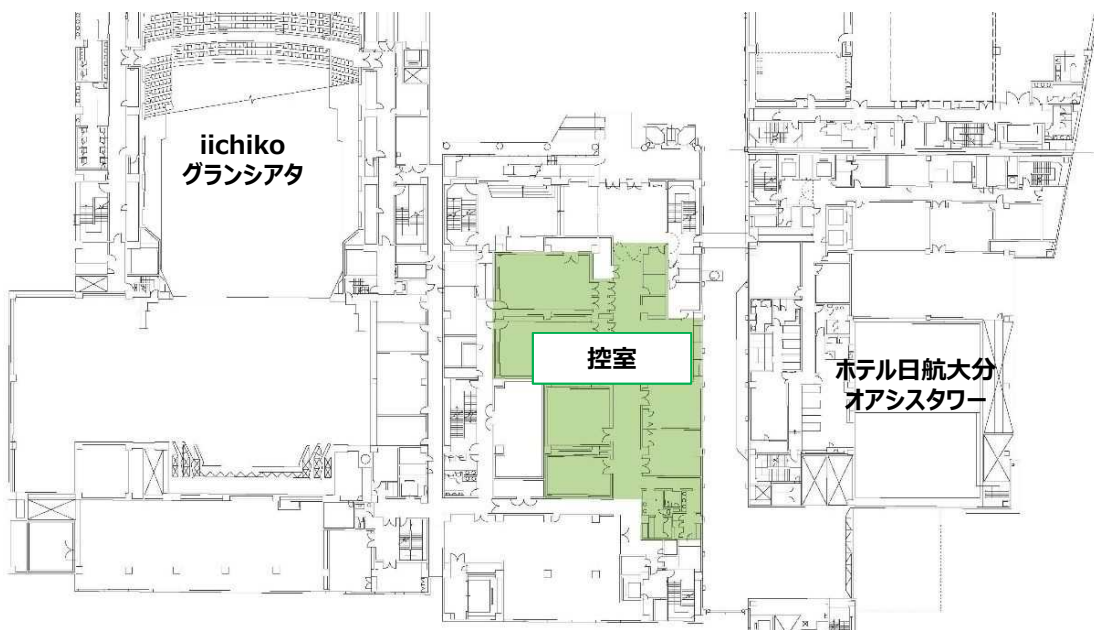 iichiko
グランシアタ
控室
ホテル日航大分
オアシスタワー